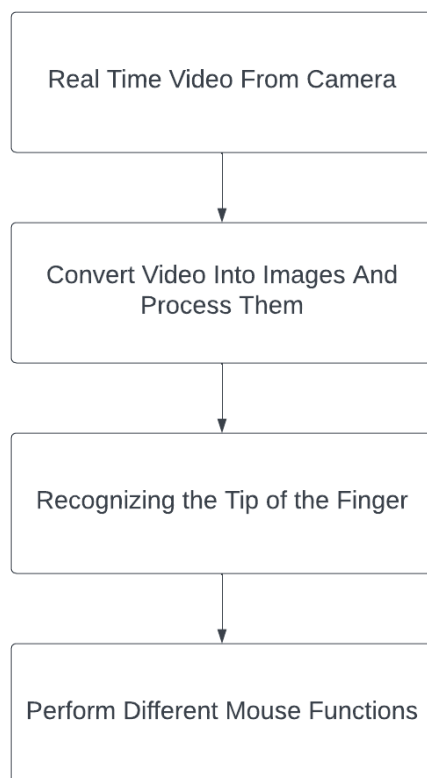 Real Time Video From Camera
Convert Video Into Images And
Process Them
Recognizing the Tip of the Finger
Perform Different Mouse Functions